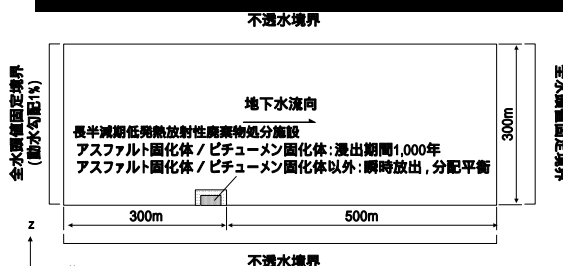 不透水境界
全水頭値固定境界
(動水勾配1%)
地下水流向
長半減期低発熱放射性廃棄物処分施設
アスファルト固化体 / ビチューメン固化体:浸出期間1,000年
アスファルト固化体 / ビチューメン固化体以外:瞬時放出,分配平衡
300m
全水頭値固定境界
300m
500m
z
不透水境界